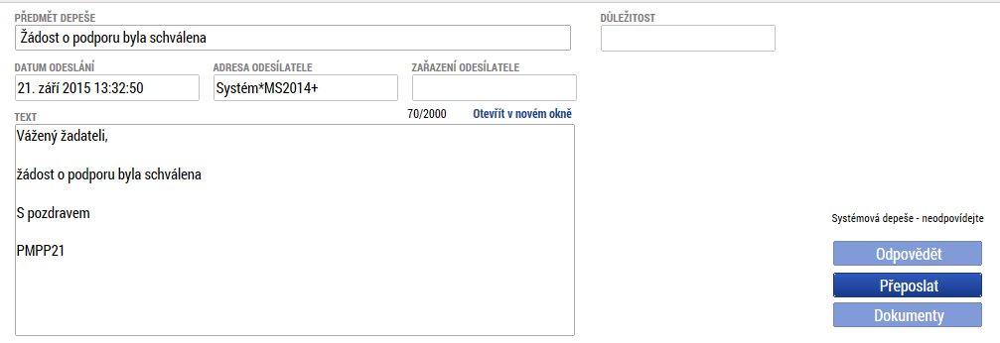 PŘEDMĚT DEPEŠE
DŮLEŽITOST
Žádost o podporu byla schválena
DATUM ODESLÁNÍ
ADRESA ODESÍLATELE
ZAŘAZENÍ ODESÍLATELE
21. září 2015 13:32:50
Systém*MS2014+
TEXT
70/2000
Otevřít v novém okně
Vážený žadateli,
žádost o podporu byla schválena
S pozdravem
PMPP21
Systémová depeše - neodpovídejte
Odpovědět
Přeposlat
Dokumenty